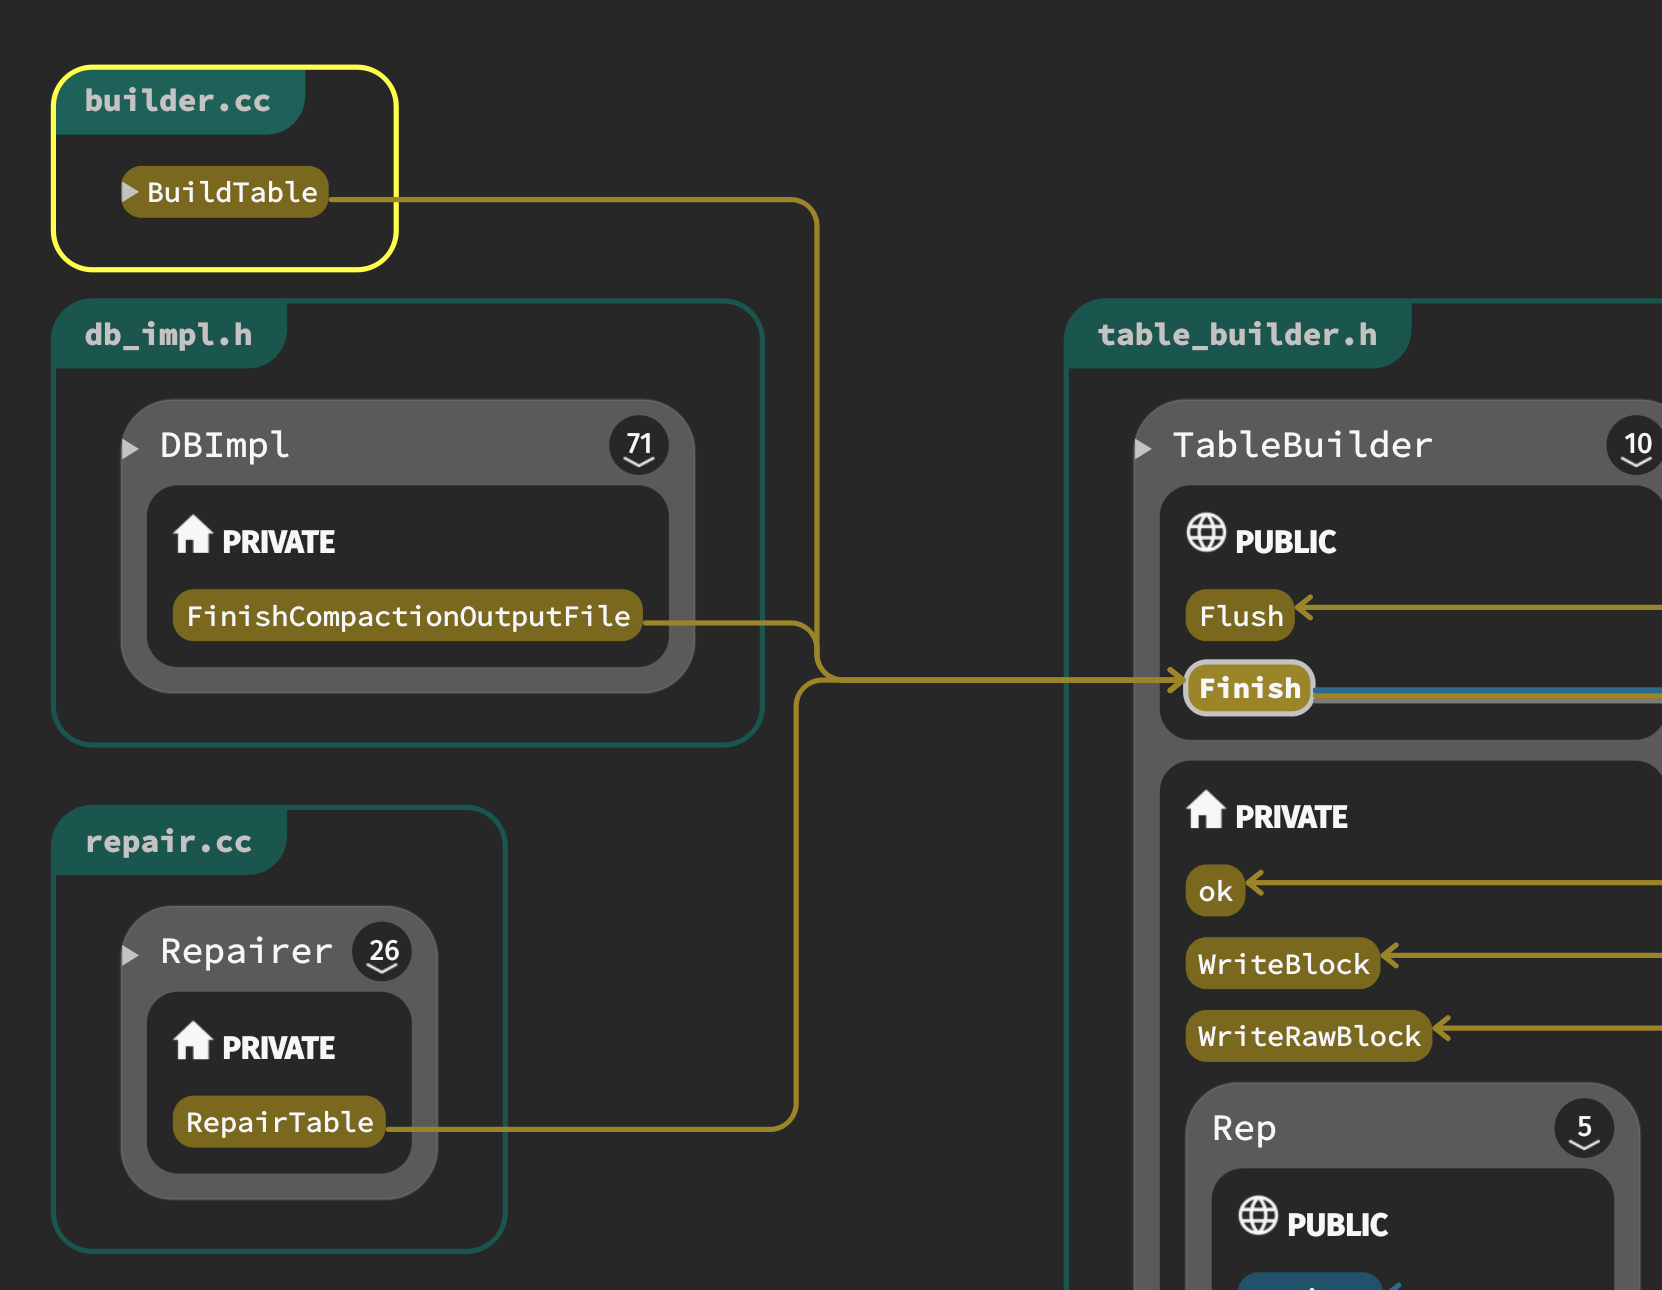 builder.cc
BuildTable
db_impl.h
DBImpl 71
PRIVATE
FinishCompactionOutputFile
repair.cc
Repairer 26
PRIVATE
RepairTable
table_builder.h
TableBuilder 10
PUBLIC
Flush
Finish
PRIVATE
ok
WriteBlock
WriteRawBlock
Rep 5
PUBLIC